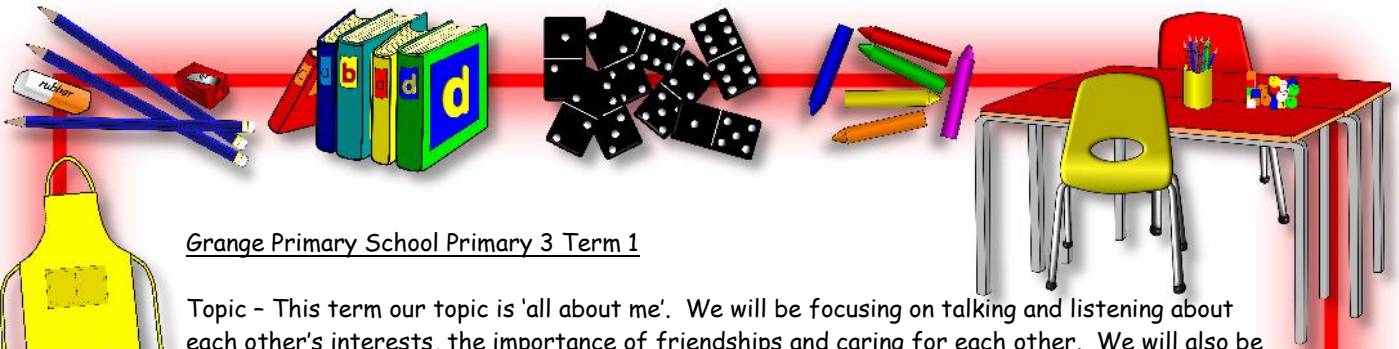 rubber
b
a
d
d
Grange Primary School Primary 3 Term 1
Topic – This term our topic is 'all about me'.  We will be focusing on talking and listening about
each other's interests, the importance of friendships and caring for each other.  We will also be